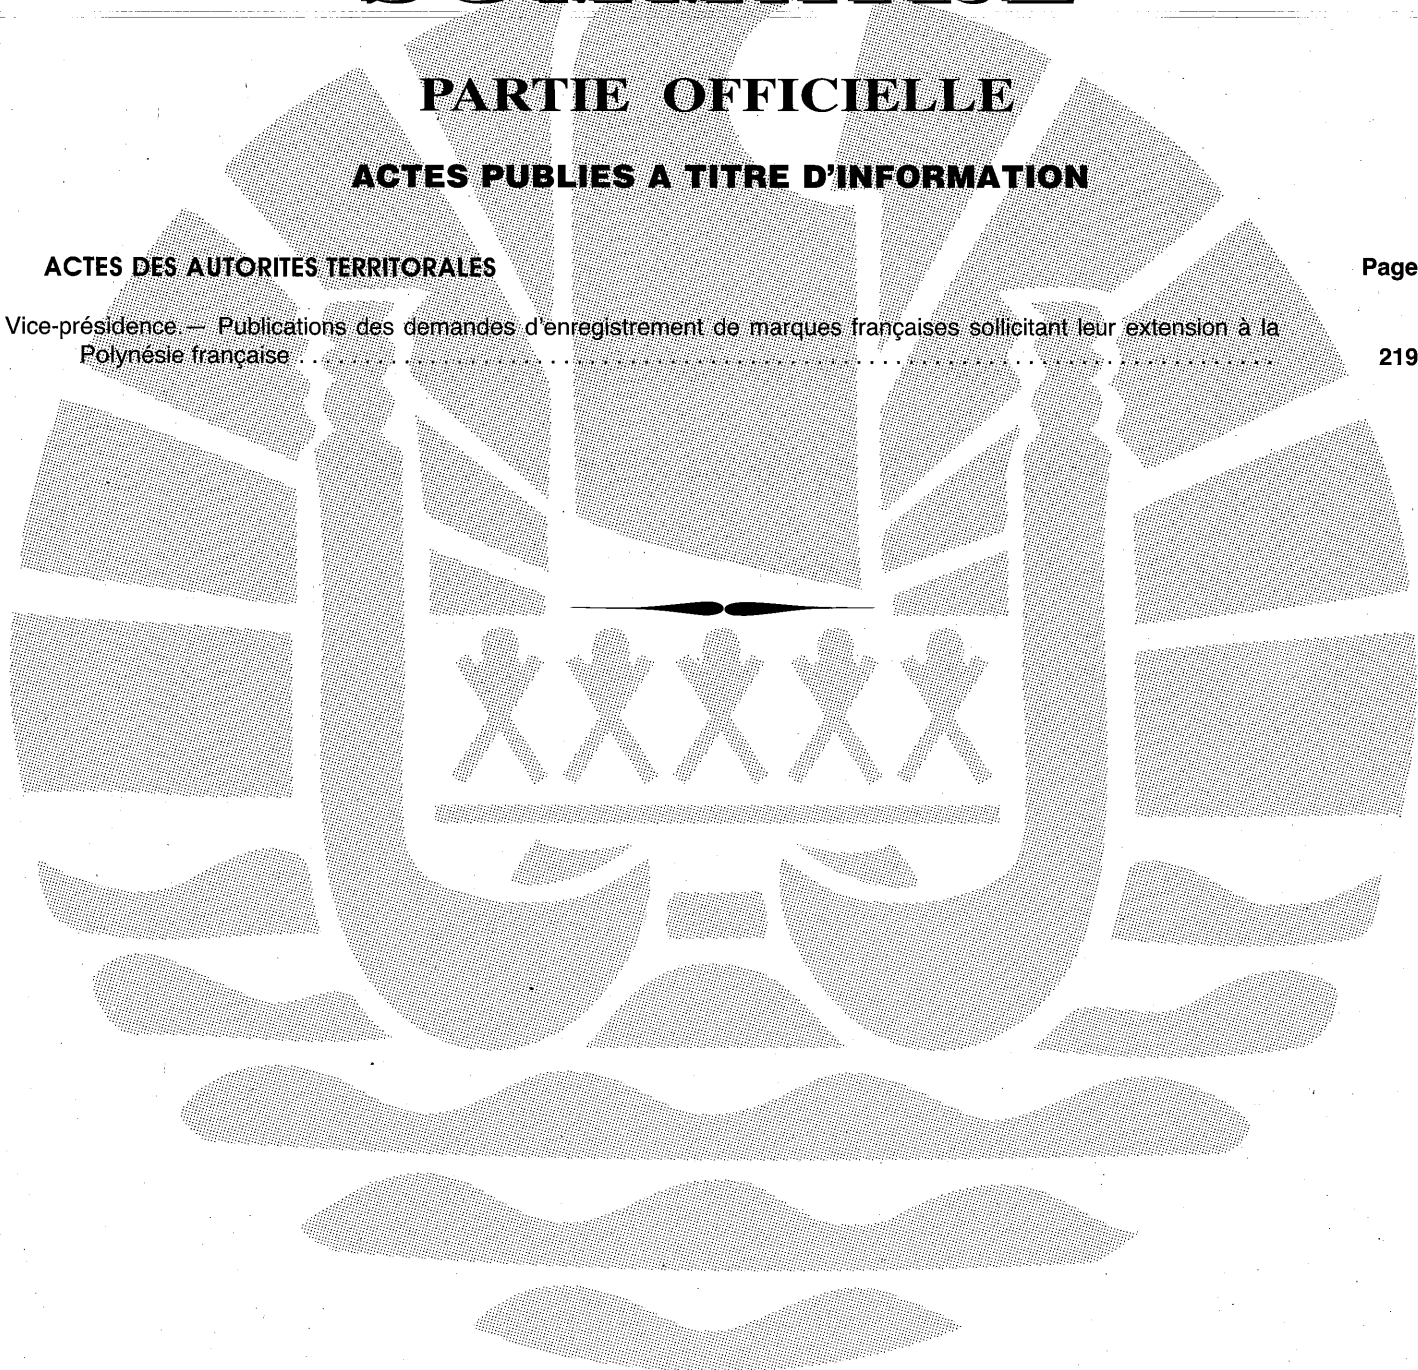 PARTIE OFFICIELLE
ACTES PUBLIES A TITRE D'INFORMATION
ACTES DES AUTORITES TERRITORALES Page
Vice-présidence.— Publications des demandes d'enregistrement de marques françaises sollicitant leur extension à la
Polynésie française . . . . . . . . . . . . . . . . . . . . . . . . . . . . . . . . . . . . . . . . . . . . . . . . . . . . . . . . . . . . . . . . . . . . . . . . . . 219